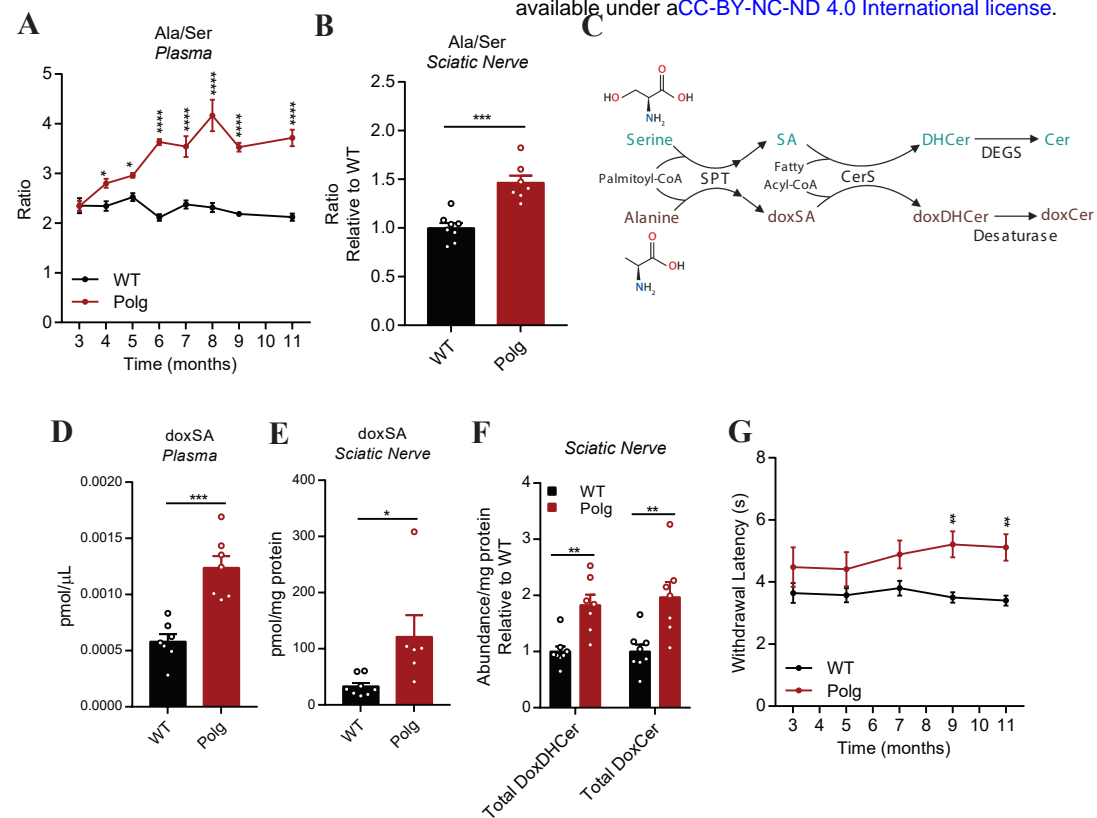 available under aCC-BY-NC-ND 4.0 International license.
A
Ala/Ser
Plasma
5
4
3
2
1
0
Ratio
*
*
****
****
****
****
****
WT
Polg
3 4 5 6 7 8 9 10 11
Time (months)
B
Ala/Ser
Sciatic Nerve
2.5
2.0
1.5
1.0
0.5
0.0
Ratio
Relative to WT
***
WT
Polg
C
O
HO
OH
NH2
Serine
SA
DHCer
Cer
DEGS
Palmitoyl-CoA
SPT
Fatty
Acyl-CoA
CerS
Alanine
doxSA
doxDHCer
doxCer
Desaturase
O
OH
NH2
D
doxSA
Plasma
0.0020
0.0015
0.0010
0.0005
0.0000
pmol/µL
***
WT
Polg
E
doxSA
Sciatic Nerve
400
300
200
100
0
pmol/mg protein
*
WT
Polg
F
Sciatic Nerve
4
3
2
1
0
Abundance/mg protein
Relative to WT
WT
Polg
**
**
Total DoxDHCer
Total DoxCer
G
8
6
4
2
0
Withdrawal Latency (s)
**
**
WT
Polg
3 4 5 6 7 8 9 10 11
Time (months)